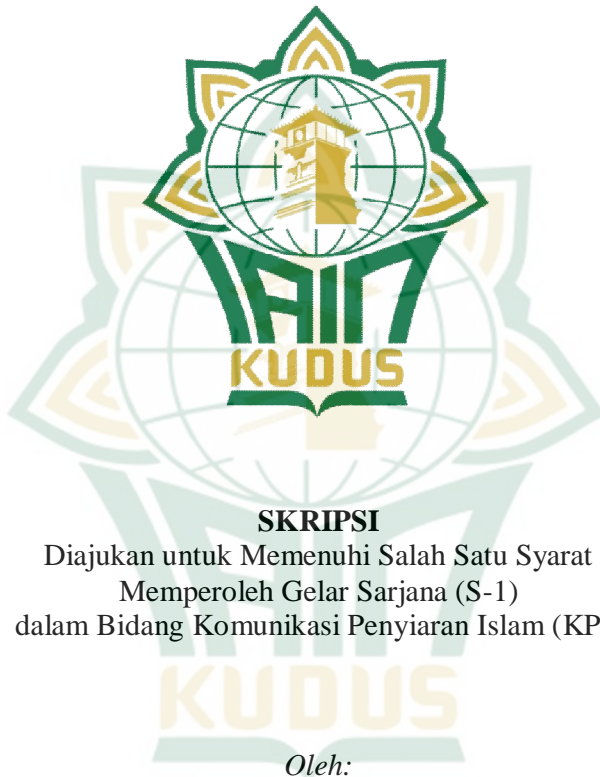 IAIN
KUDUS
SKRIPSI
Diajukan untuk Memenuhi Salah Satu Syarat
Memperoleh Gelar Sarjana (S-1)
dalam Bidang Komunikasi Penyiaran Islam (KP
KUDUS
Oleh: